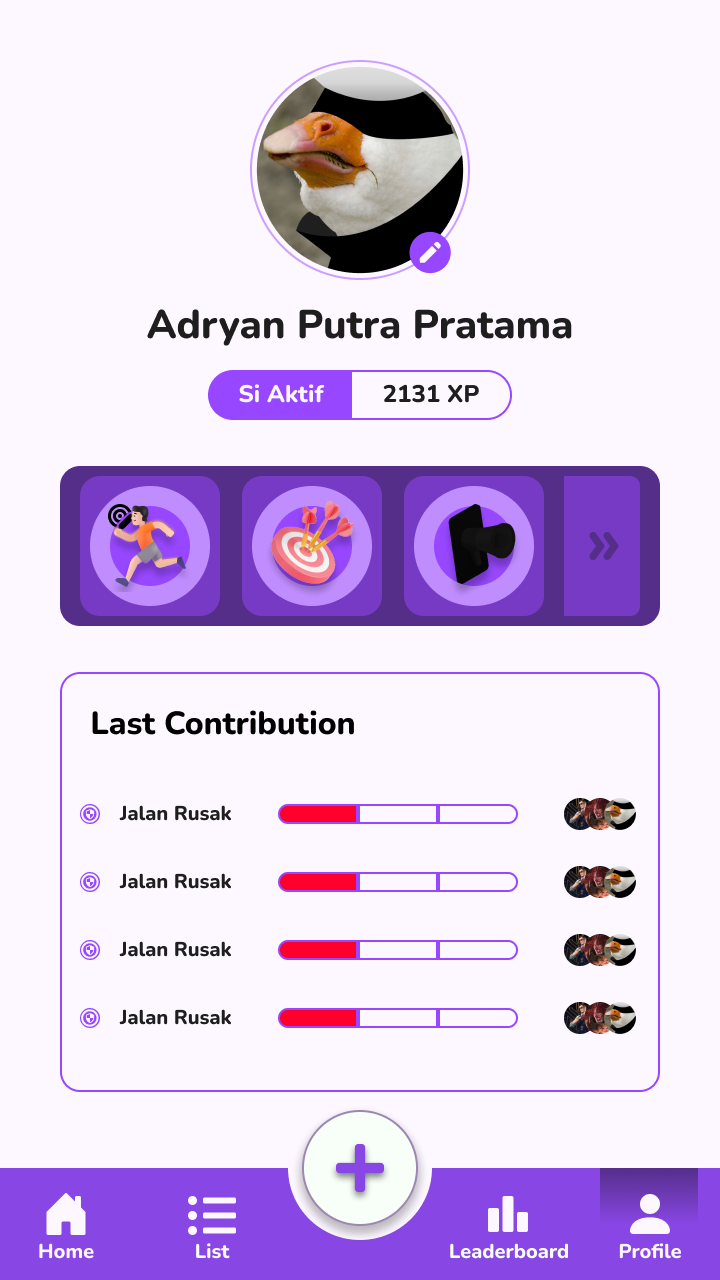 Adryan Putra Pratama
Si Aktif
2131 XP
Last Contribution
Jalan Rusak
Jalan Rusak
Jalan Rusak
Jalan Rusak
Home
List
Leaderboard
Profile